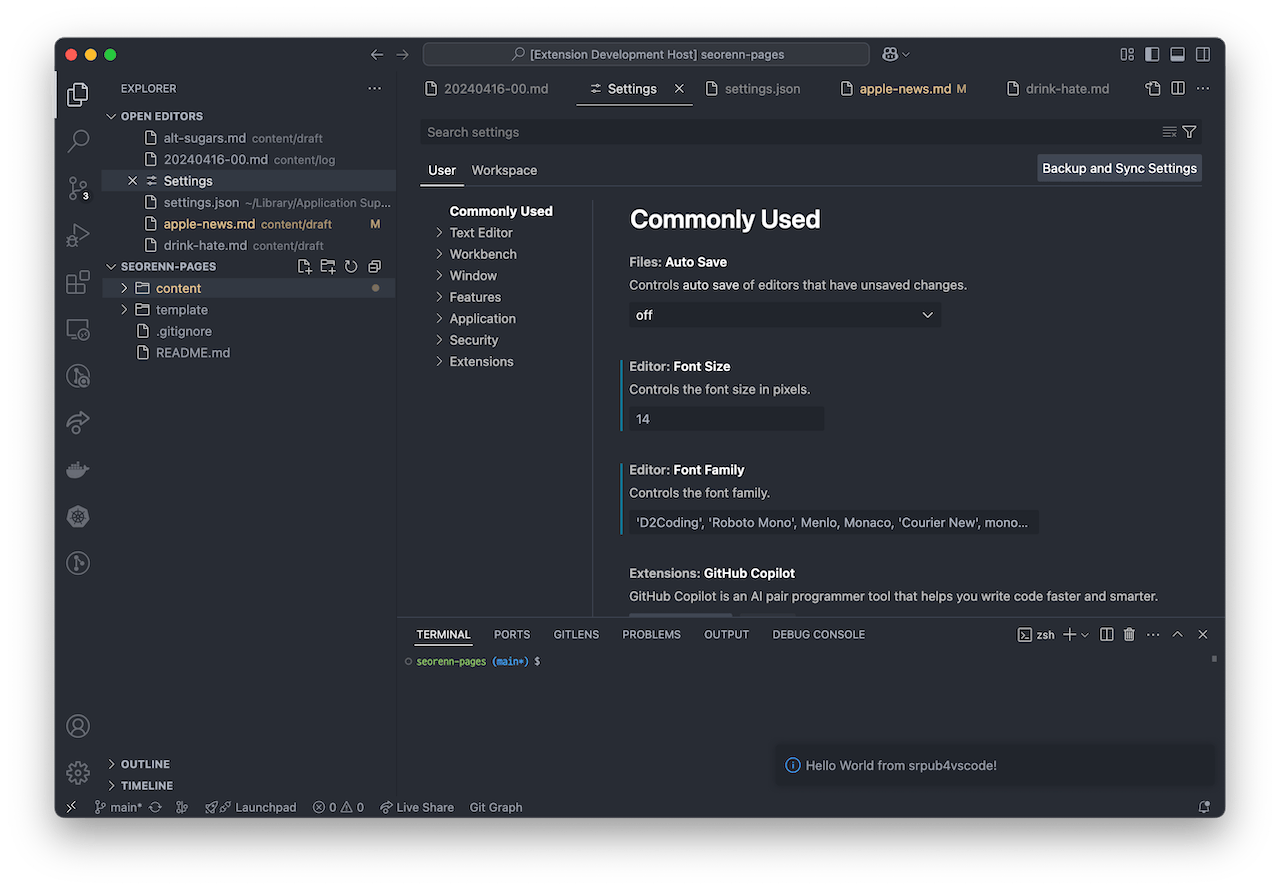 [Extension Development Host] seorenn-pages
EXPLORER
20240416-00.md
Settings
settings.json
apple-news.md M
drink-hate.md
OPEN EDITORS
alt-sugars.md content/draft
20240416-00.md content/log
Settings
settings.json ~/Library/Application Sup...
apple-news.md content/draft M
drink-hate.md content/draft
SEORENN-PAGES
content
template
.gitignore
README.md
3
Search settings
User Workspace
Backup and Sync Settings
Commonly Used
Text Editor
Workbench
Window
Features
Application
Security
Extensions
Commonly Used
Files: Auto Save
Controls auto save of editors that have unsaved changes.
off
Editor: Font Size
Controls the font size in pixels.
14
Editor: Font Family
Controls the font family.
'D2Coding', 'Roboto Mono', Menlo, Monaco, 'Courier New', mono...
Extensions: GitHub Copilot
GitHub Copilot is an AI pair programmer tool that helps you write code faster and smarter.
TERMINAL PORTS GITLENS PROBLEMS OUTPUT DEBUG CONSOLE
zsh
seorenn-pages (main*) $
Hello World from srpub4vscode!
OUTLINE
TIMELINE
main* Launchpad 0 0 Live Share Git Graph